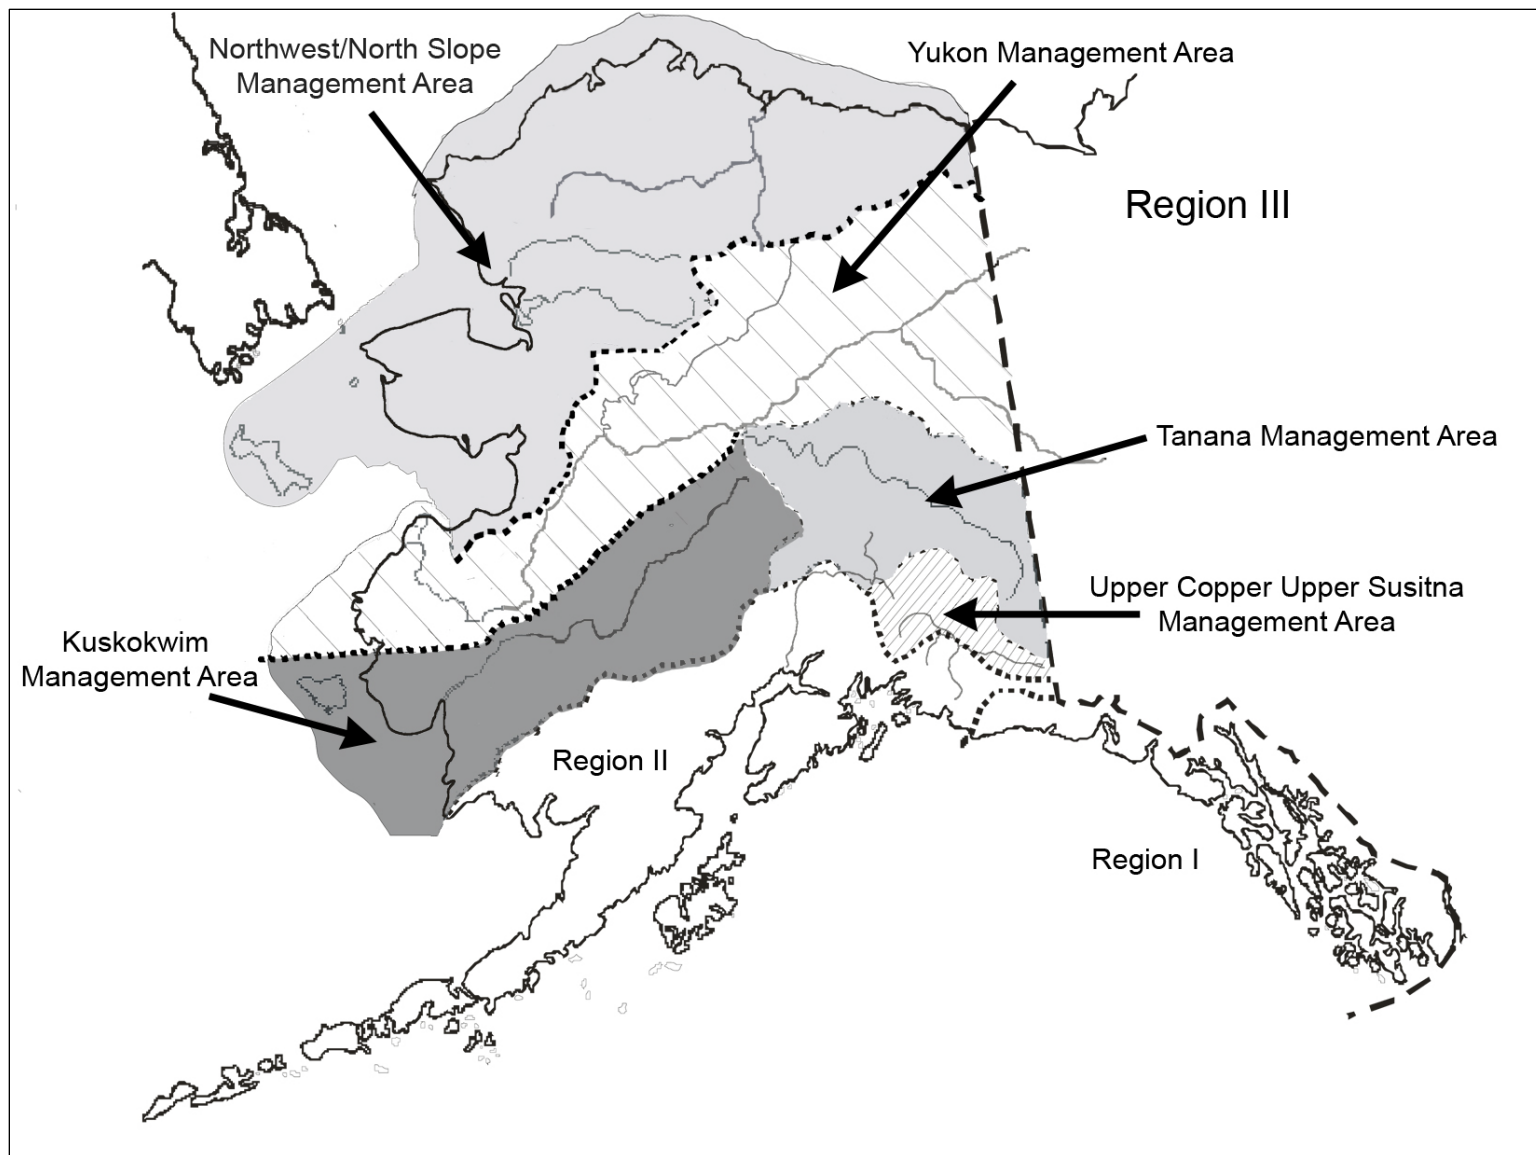 Northwest/North Slope
Management Area
Yukon Management Area
Region III
Tanana Management Area
Upper Copper Upper Susitna
Management Area
Kuskokwim
Management Area
Region II
Region I